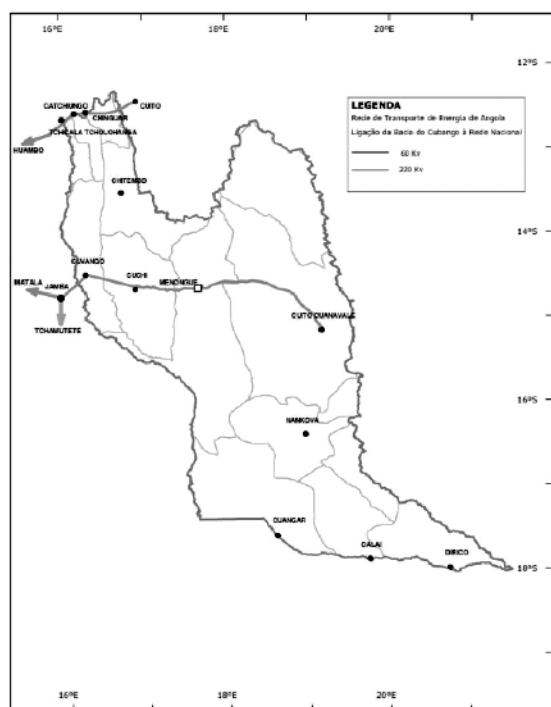 16ºE
18ºE
20ºE
12ºS
CATCHIUNGO
CUITO
CHINGUAR
TCHICALA TCHOLOHANGA
HUAMBO
LEGENDA
Rede de Transporte de Energia de Angola
Ligação da Bacia do Cubango à Rede Nacional
60 Kv
220 Kv
CHITEMBO
14ºS
CUVANGO
CUCHI
MENONGUE
MATALA
JAMBA
TCHAMUTETE
CUITO CUANAVALE
16ºS
NANKOVA
CUANGAR
CALAI
DIRICO
18ºS
16ºE
18ºE
20ºE